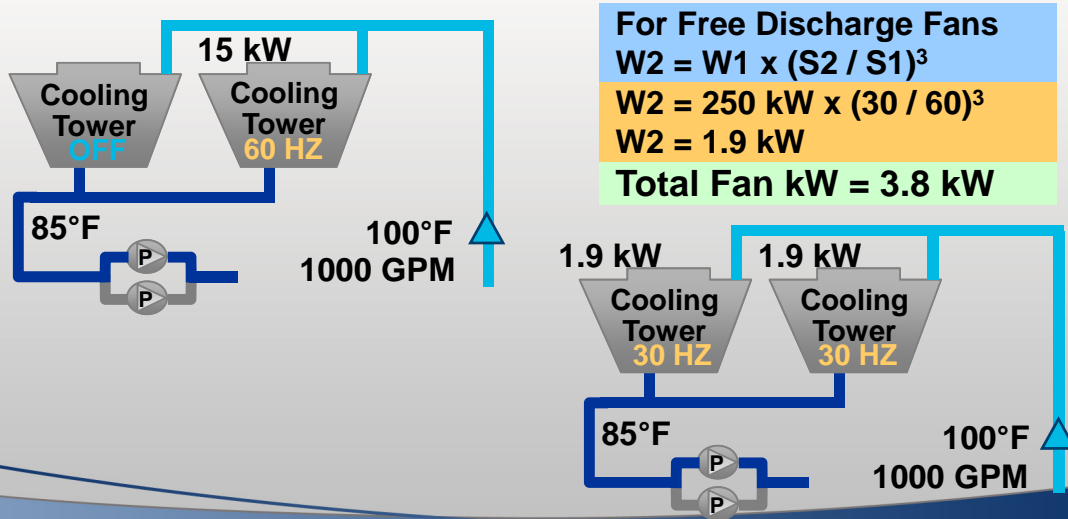 15 kW
Cooling
Tower
OFF
Cooling
Tower
60 HZ
85°F
P
P
100°F
1000 GPM
For Free Discharge Fans
W2 = W1 x (S2 / S1)³
W2 = 250 kW x (30 / 60)³
W2 = 1.9 kW
Total Fan kW = 3.8 kW
1.9 kW
1.9 kW
Cooling
Tower
30 HZ
Cooling
Tower
30 HZ
85°F
P
P
100°F
1000 GPM